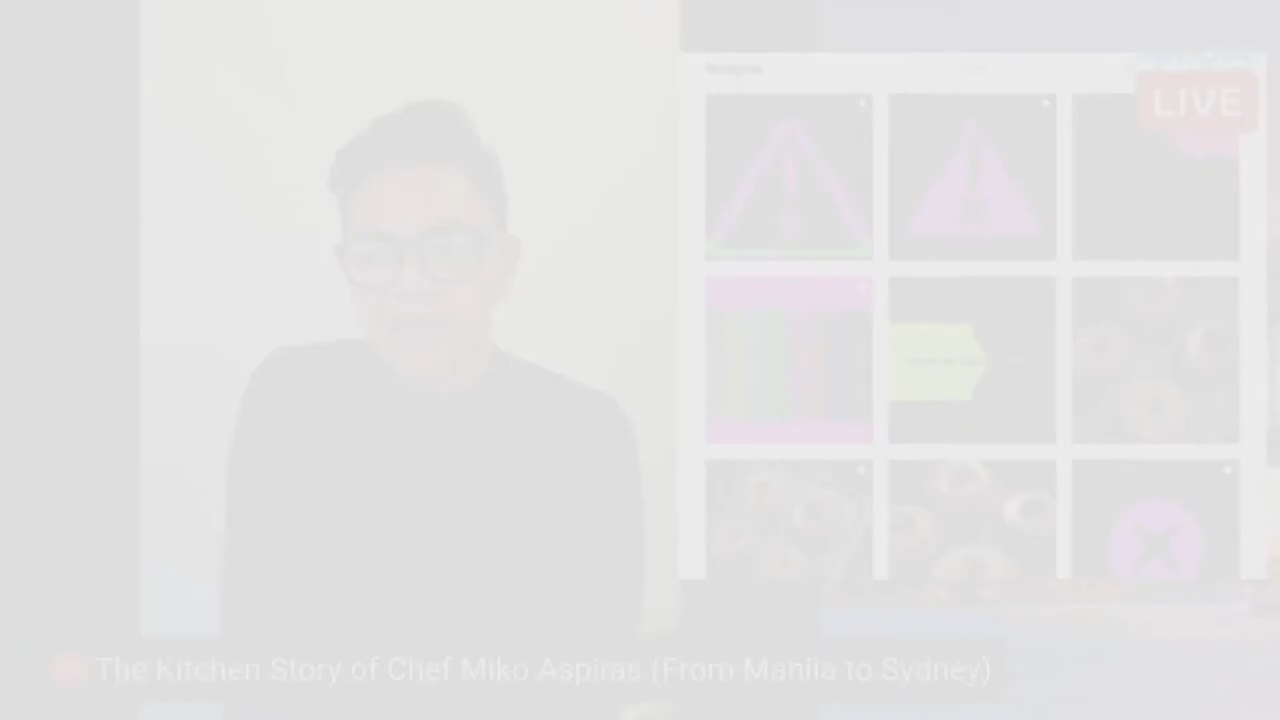 LIVE
The Kitchen Story of Chef Miko Aspiras (From Manila to Sydney)